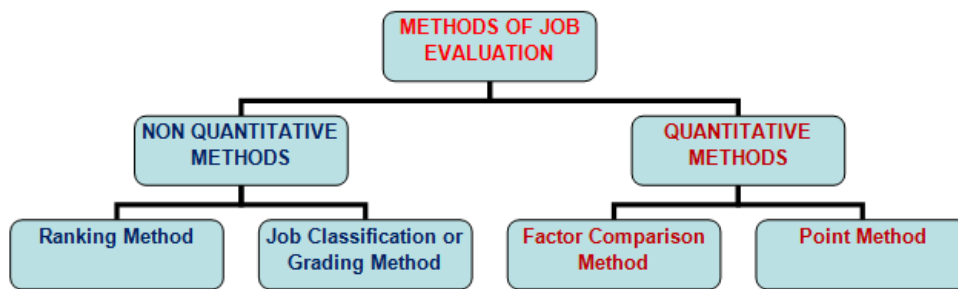 METHODS OF JOB
EVALUATION
NON QUANTITATIVE
METHODS
QUANTITATIVE
METHODS
Ranking Method
Job Classification or
Grading Method
Factor Comparison
Method
Point Method